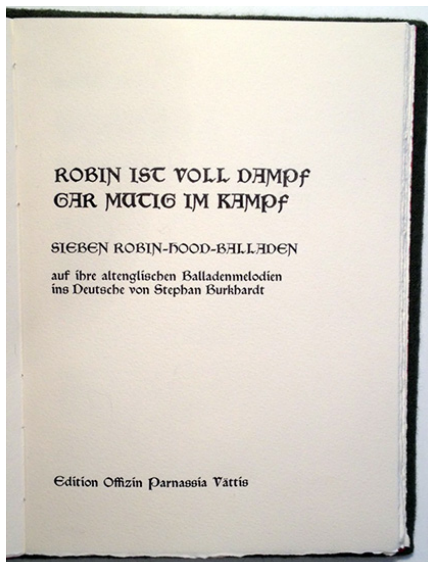 ROBIN IST VOLL DAMPF
GAR MUTIG IM KAMPF
SIEBEN ROBIN-HOOD-BALLADEN
auf ihre altenglischen Balladenmelodien
ins Deutsche von Stephan Burkhardt
Edition Offizin Parnassia Vättis